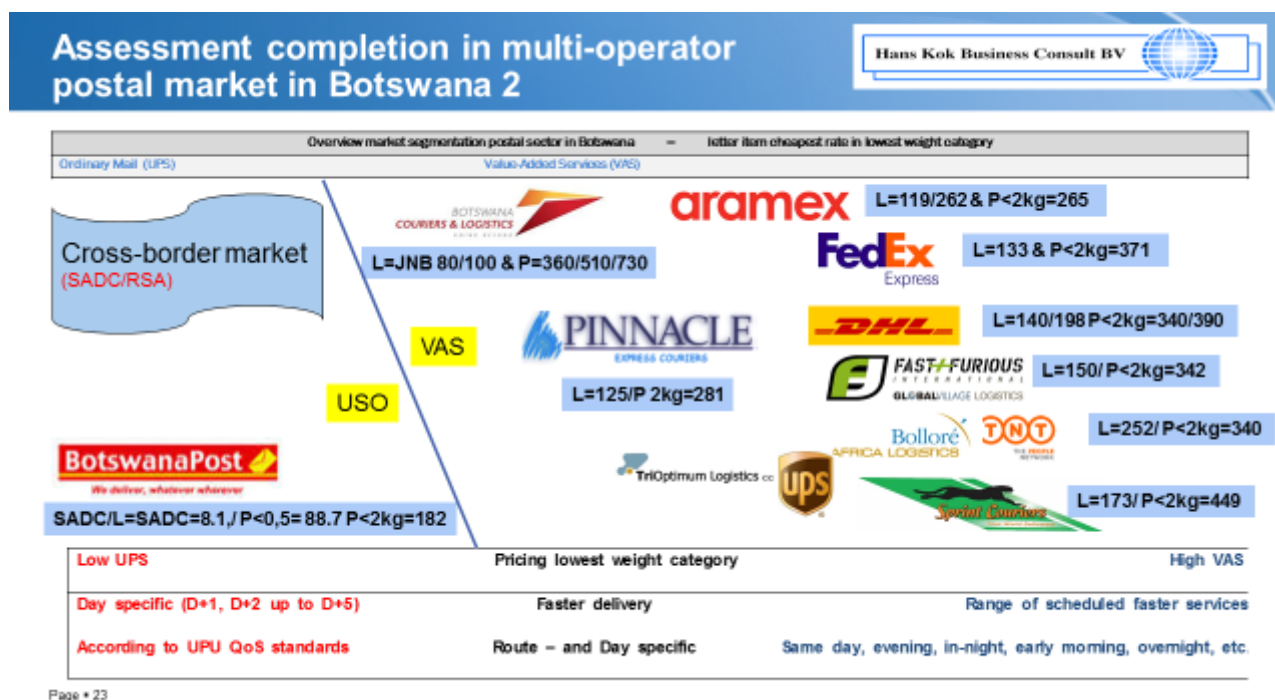 Assessment completion in multi-operator
postal market in Botswana 2
Hans Kok Business Consult BV
Overview market segmentation postal sector in Botswana – letter item cheapest rate in lowest weight category
Ordinary Mail (UPS) Value-Added Services (VAS)
Cross-border market
(SADC/RSA)
BOTSWANA
COURIERS & LOGISTICS
L=JNB 80/100 & P=360/510/730
aramex
L=119/262 & P<2kg=265
FedEx
Express
L=133 & P<2kg=371
VAS
PINNACLE
EXPRESS COURIERS
L=125/P 2kg=281
DHL
L=140/198 P<2kg=340/390
FAST+FURIOUS
INTERNATIONAL
GLOBALVILLAGE LOGISTICS
L=150/ P<2kg=342
USO
Bolloré
AFRICA LOGISTICS
TNT
THE PEOPLE
NETWORK
L=252/ P<2kg=340
BotswanaPost
We deliver, whatever wherever
SADC/L=SADC=8.1,/ P<0,5= 88.7 P<2kg=182
TriOptimum Logistics cc
ups
Sprint Couriers
L=173/ P<2kg=449
Low UPS Pricing lowest weight category High VAS
Day specific (D+1, D+2 up to D+5) Faster delivery Range of scheduled faster services
According to UPU QoS standards Route – and Day specific Same day, evening, in-night, early morning, overnight, etc.
Page • 23